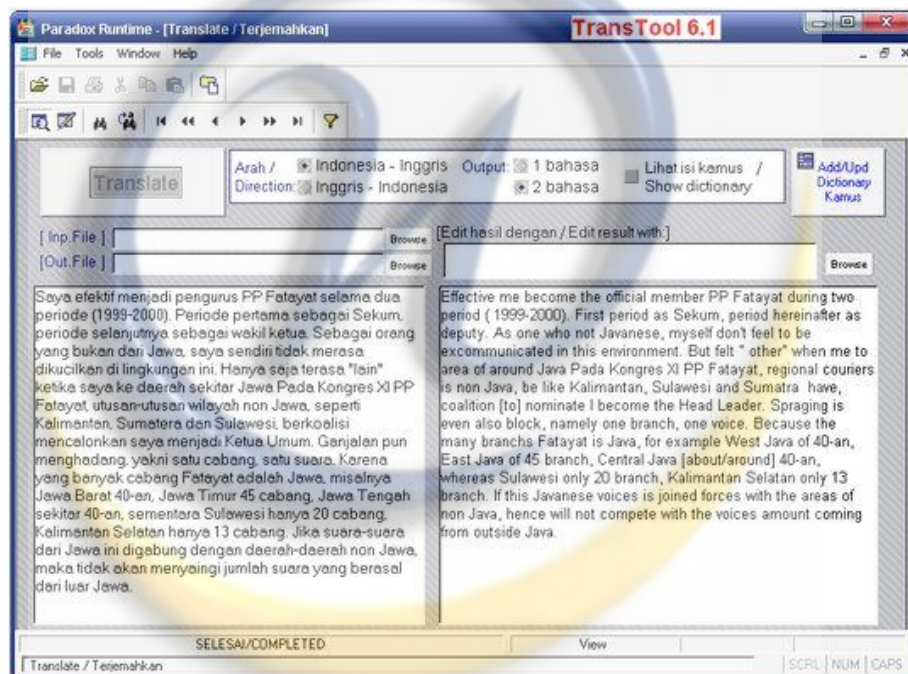 Paradox Runtime - [Translate / Terjemahkan]
TransTool 6.1
File Tools Window Help
Translate
Arah / Indonesia - Inggris Output: 1 bahasa Lihat isi kamus /
Direction: Inggris - Indonesia 2 bahasa Show dictionary
Add/Upd
Dictionary
Kamus
[ Inp.File ] Browse
[Out.File ] Browse
[Edit hasil dengan / Edit result with:]
Browse
Saya efektif menjadi pengurus PP Fatayat selama dua
periode (1999-2000). Periode pertama sebagai Sekum,
periode selanjutnya sebagai wakil ketua. Sebagai orang
yang bukan dari Jawa, saya sendiri tidak merasa
dikucilkan di lingkungan ini. Hanya saja terasa "lain"
ketika saya ke daerah sekitar Jawa Pada Kongres XI PP
Fatayat, utusan-utusan wilayah non Jawa, seperti
Kalimantan, Sumatera dan Sulawesi, berkoalisi
mencalonkan saya menjadi Ketua Umum. Ganjalan pun
menghadang, yakni satu cabang, satu suara. Karena
yang banyak cabang Fatayat adalah Jawa, misalnya
Jawa Barat 40-an, Jawa Timur 45 cabang, Jawa Tengah
sekitar 40-an, sementara Sulawesi hanya 20 cabang,
Kalimantan Selatan hanya 13 cabang. Jika suara-suara
dari Jawa ini digabung dengan daerah-daerah non Jawa,
maka tidak akan menyaingi jumlah suara yang berasal
dari luar Jawa.
Effective me become the official member PP Fatayat during two
period ( 1999-2000). First period as Sekum, period hereinafter as
deputy. As one who not Javanese, myself don't feel to be
excommunicated in this environment. But felt " other" when me to
area of around Java Pada Kongres XI PP Fatayat, regional couriers
is non Java, be like Kalimantan, Sulawesi and Sumatra have,
coalition [to] nominate I become the Head Leader. Spraging is
even also block, namely one branch, one voice. Because the
many branchs Fatayat is Java, for example West Java of 40-an,
East Java of 45 branch, Central Java [about/around] 40-an,
whereas Sulawesi only 20 branch, Kalimantan Selatan only 13
branch. If this Javanese voices is joined forces with the areas of
non Java, hence will not compete with the voices amount coming
from outside Java.
SELESAI/COMPLETED View
Translate / Terjemahkan SCRL NUM CAPS